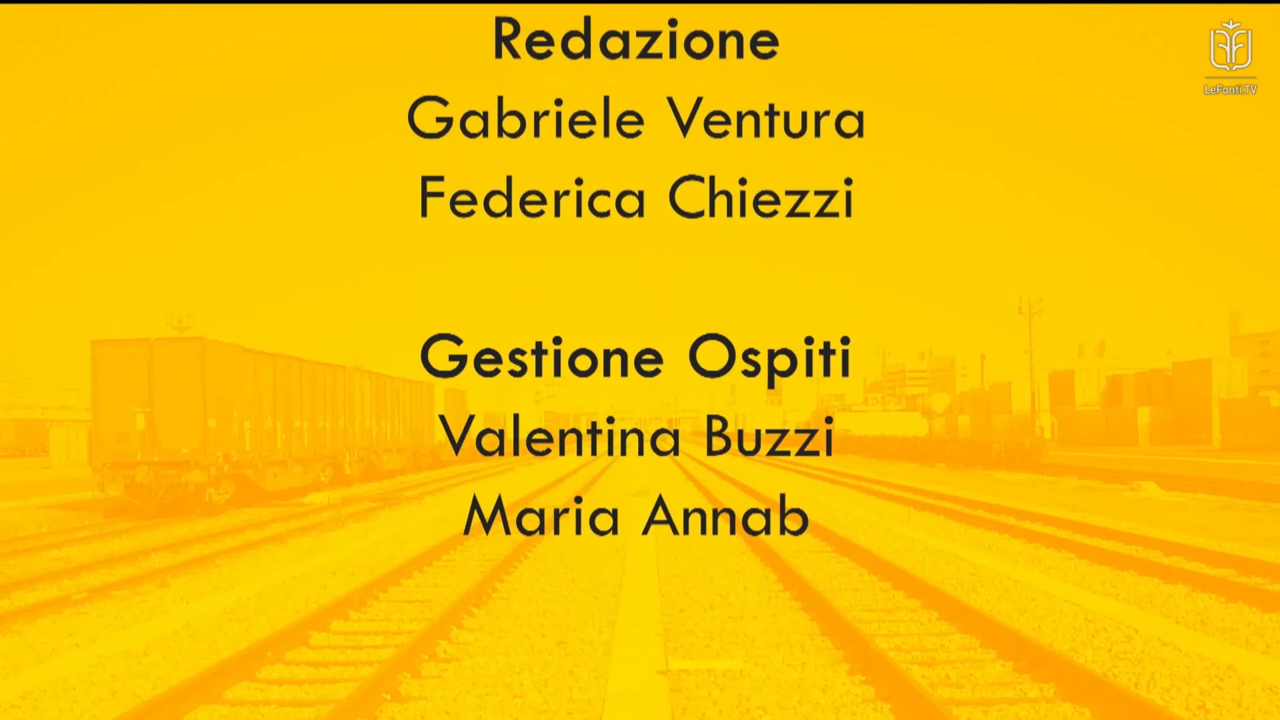 Redazione
Gabriele Ventura
Federica Chiezzi
Gestione Ospiti
Valentina Buzzi
Maria Annab
LeFonti.TV